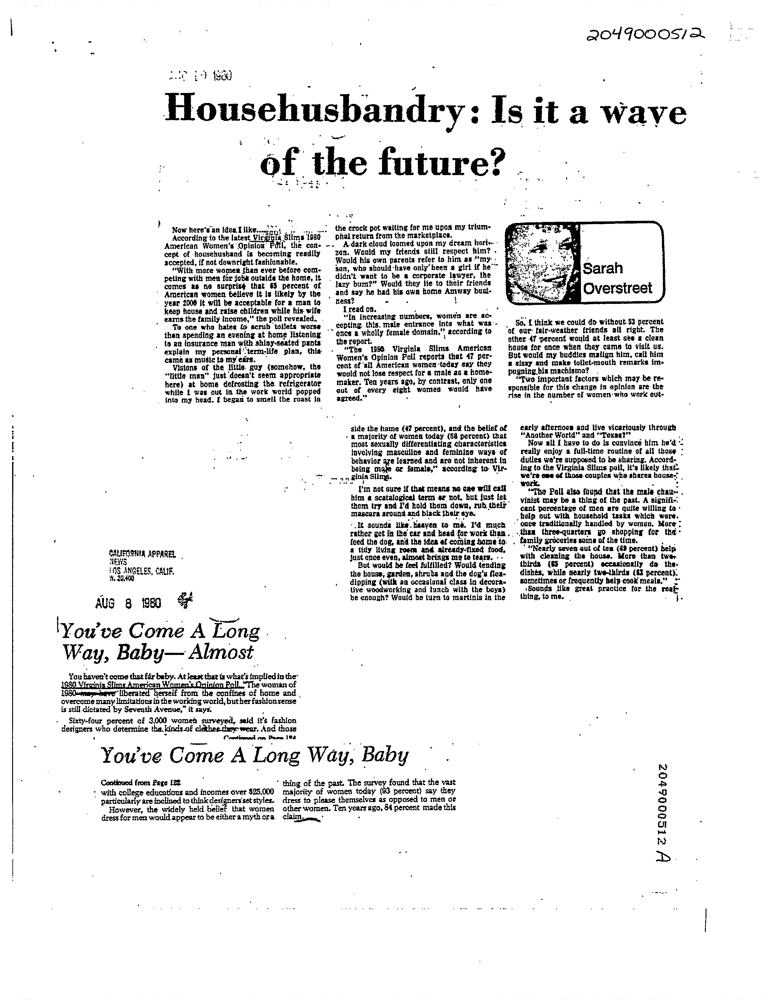 2049000512
1980
Househusbandry: Is it a wave
of the future?
Now here's an idea I like....
According to the latest Virginia Slims 1980
American Women's Opinion Poll, the con-
cept of househusband is becoming readily
accepted, if not downright fashionable.
"With more women than ever before com-
peting with men for jobs outside the home, it
comes as no surprise that 65 percent of
American women believe it is likely by the
year 2000 it will be acceptable for a man to
keep house and raise children while his wife
earns the family income," the poll revealed.
To one who hates to scrub toilets worse
than spending an evening at home listening
to an insurance man with shiny-seated pants
explain my personal term-life plan, this
came as music to my ears.
Visions of the little guy (somehow, the
"little man" just doesn't seem appropriate
here) at home defrosting the refrigerator
while I was out in the work world popped
into my head. I began to smell the roast in
the crock pot waiting for me upon my trium-
phal return from the marketplace.
A dark cloud loomed upon my dream hori-
zon. Would my friends still respect him?
Would his own parents refer to him as "my
son, who should have only been a girl if he
didn't want to be a corporate lawyer, the
lazy bum?" Would they lie to their friends
and say he had his own home Amway busi-
ness?
I read on.
"In increasing numbers, women are ac-
cepting this male entrance into what was
once a wholly female domain," according to
the report.
"The 1980 Virginia Slims American
Women's Opinion Poll reports that 47 per-
cent of all American women today say they
would not lose respect for a male as a home-
maker. Ten years ago, by contrast, only one
out of every eight women would have
agreed."
Sarah
Overstreet
So, I think we could do without 53 percent
of our fair-weather friends all right. The
other 47 percent would at least see a clean
house for once when they came to visit us.
But would my buddies malign him, call him
a sissy and make toilet-mouth remarks im-
pugning his machismo?
"Two important factors which may be re-
sponsible for this change in opinion are the
rise in the number of women who work out-
side the home (47 percent), and the belief of
a majority of women today (58 percent) that
most sexually differentiating characteristics
involving masculine and feminine ways of
behavior are learned and are not inherent in
being male or female," according to Vir-
ginia Slims.
I'm not sure if that means no one will call
him a scatalogical term or not, but just let
them try and I'd hold them down, rub their
mascara around and black their eye.
It sounds like heaven to me. I'd much
rather get in the car and head for work than
feed the dog, and the idea of coming home to
a tidy living room and already-fixed food,
just once even, almost brings me to tears.
But would he feel fulfilled? Would tending
the house, garden, shrubs and the dog's flea-
dipping (with an occasional class in decora-
tive woodworking and lunch with the boys)
be enough? Would he turn to martinis in the
early afternoon and live vicariously through
"Another World" and "Texas?"
Now all I have to do is convince him he'd
really enjoy a full-time routine of all those
duties we're supposed to be sharing. Accord-
ing to the Virginia Slims poll, it's likely that
we're one of those couples who shares house-
work.
"The Poll also found that the male chau-
vinist may be a thing of the past. A signifi-
cant percentage of men are quite willing to
help out with household tasks which were
once traditionally handled by women. More
than three-quarters go shopping for the
family groceries some of the time.
"Nearly seven out of ten (69 percent) help
with cleaning the house. More than two-
thirds (65 percent) occasionally do the
dishes, while nearly two-thirds (63 percent)
sometimes or frequently help cook meals."
Sounds like great practice for the real
thing, to me.
CALIFORNIA APPAREL
NEWS
LOS ANGELES, CALIF.
W. 20,400
AUG 8 1980
You've Come A Long
Way, Baby—Almost
You haven't come that far baby. At least that is what's implied in the
1980 Virginia Slims American Women's Opinion Poll. "The woman of
1980 may have liberated herself from the confines of home and
overcome many limitations in the working world, but her fashion sense
is still dictated by Seventh Avenue," it says.
Sixty-four percent of 3,000 women surveyed, said it's fashion
designers who determine the kinds of clothes they wear. And those
Continued on Page 124
You've Come A Long Way, Baby
Continued from Page 122
with college educations and incomes over $25,000
particularly are inclined to think designers set styles.
However, the widely held belief that women
dress for men would appear to be either a myth or a
thing of the past. The survey found that the vast
majority of women today (93 percent) say they
dress to please themselves as opposed to men or
other women. Ten years ago, 84 percent made this
claim.
2049000512 A